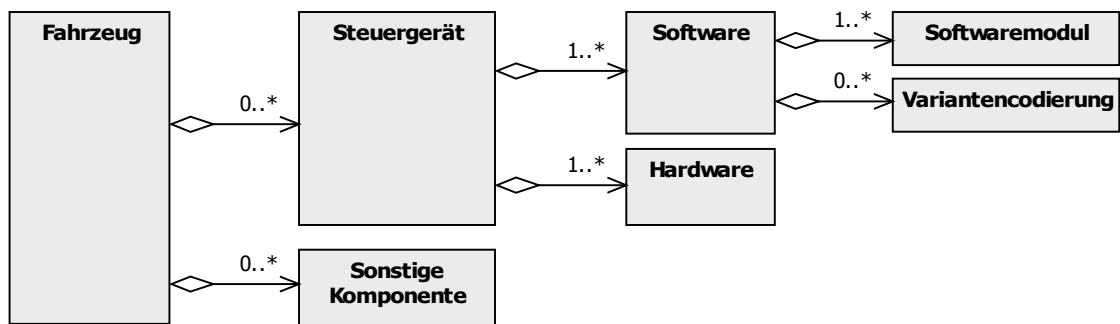 Fahrzeug
Steuergerät
Software
1..*
Softwaremodul
1..*
0..*
Variantencodierung
0..*
1..*
Hardware
0..*
Sonstige
Komponente